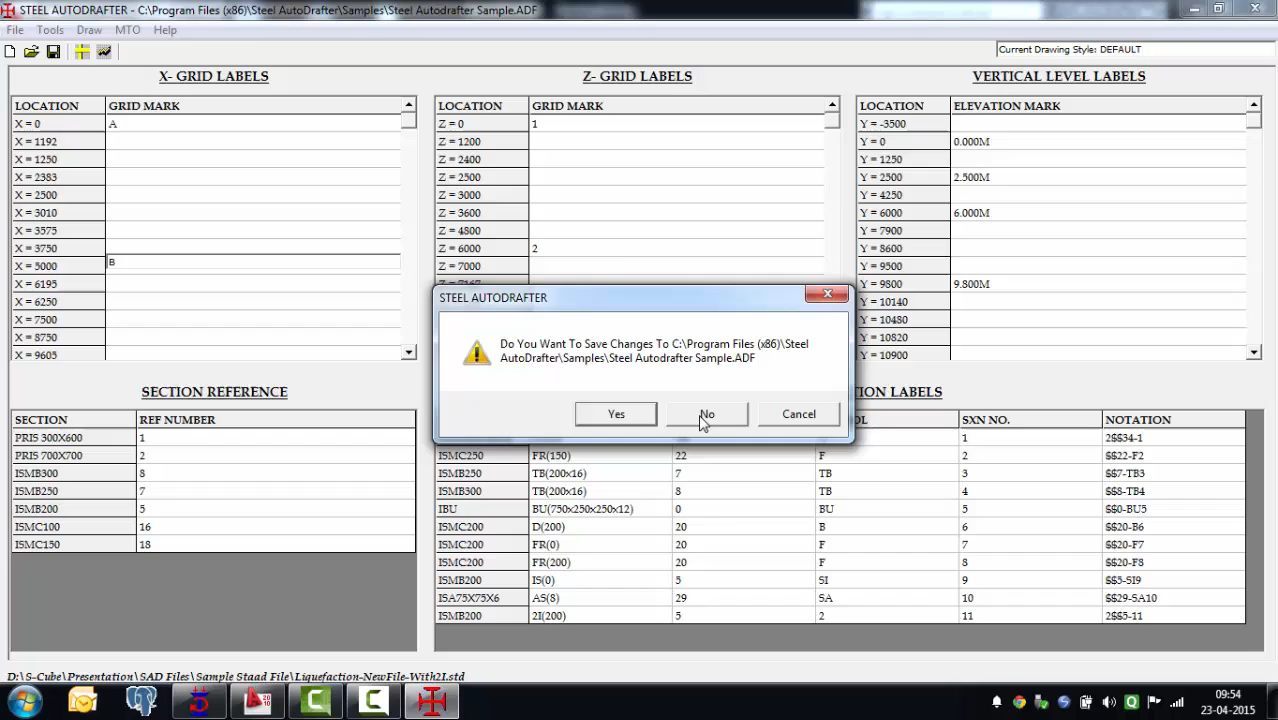 STEEL AUTODRAFTER - C:\Program Files (x86)\Steel AutoDrafter\Samples\Steel Autodrafter Sample.ADF
File Tools Draw MTO Help
Current Drawing Style: DEFAULT
X- GRID LABELS
LOCATION GRID MARK
X = 0 A
X = 1192
X = 1250
X = 2383
X = 2500
X = 3010
X = 3575
X = 3750
X = 5000 B
X = 6195
X = 6250
X = 7500
X = 8750
X = 9605
Z- GRID LABELS
LOCATION GRID MARK
Z = 0 1
Z = 1200
Z = 2400
Z = 2500
Z = 3000
Z = 3600
Z = 4800
Z = 6000 2
Z = 7000
VERTICAL LEVEL LABELS
LOCATION ELEVATION MARK
Y = -3500
Y = 0 0.000M
Y = 1250
Y = 2500 2.500M
Y = 4250
Y = 6000 6.000M
Y = 7900
Y = 8600
Y = 9500
Y = 9800 9.800M
Y = 10140
Y = 10480
Y = 10820
Y = 10900
STEEL AUTODRAFTER
Do You Want To Save Changes To C:\Program Files (x86)\Steel
AutoDrafter\Samples\Steel Autodrafter Sample.ADF
Yes No Cancel
SECTION REFERENCE
SECTION REF NUMBER
PRIS 300X600 1
PRIS 700X700 2
ISMB300 8
ISMB250 7
ISMB200 5
ISMC100 16
ISMC150 18
LABELS
SXN NO. NOTATION
1 2$$34-1
ISMC250 FR(150) 22 F 2 $$22-F2
ISMB250 TB(200x16) 7 TB 3 $$7-TB3
ISMB300 TB(200x16) 8 TB 4 $$8-TB4
IBU BU(750x250x250x12) 0 BU 5 $$0-BU5
ISMC200 D(200) 20 B 6 $$20-B6
ISMC200 FR(0) 20 F 7 $$20-F7
ISMC200 FR(200) 20 F 8 $$20-F8
ISMB200 IS(0) 5 SI 9 $$5-SI9
ISA75X75X6 AS(8) 29 SA 10 $$29-SA10
ISMB200 2I(200) 5 2 11 2$$5-11
D:\S-Cube\Presentation\SAD Files\Sample Staad File\Liquefaction-NewFile-With2I.std
09:54
23-04-2015